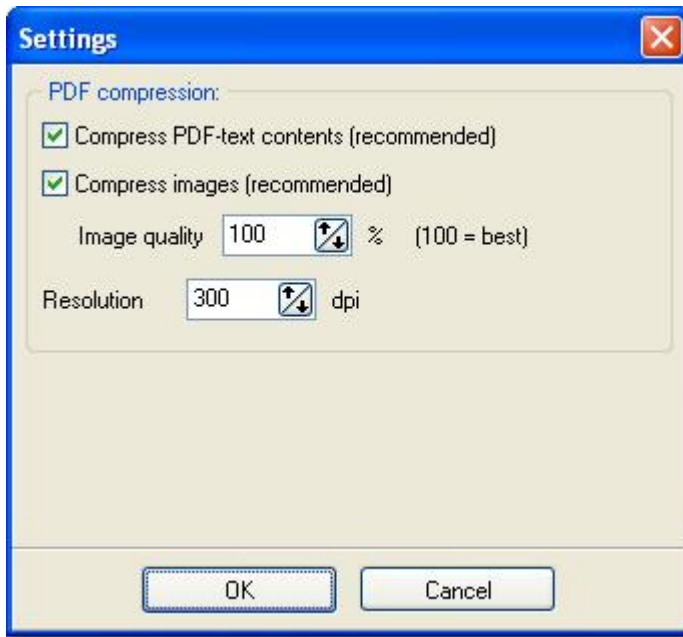 Settings
PDF compression:
Compress PDF-text contents (recommended)
Compress images (recommended)
Image quality 100 % (100 = best)
Resolution 300 dpi
OK Cancel